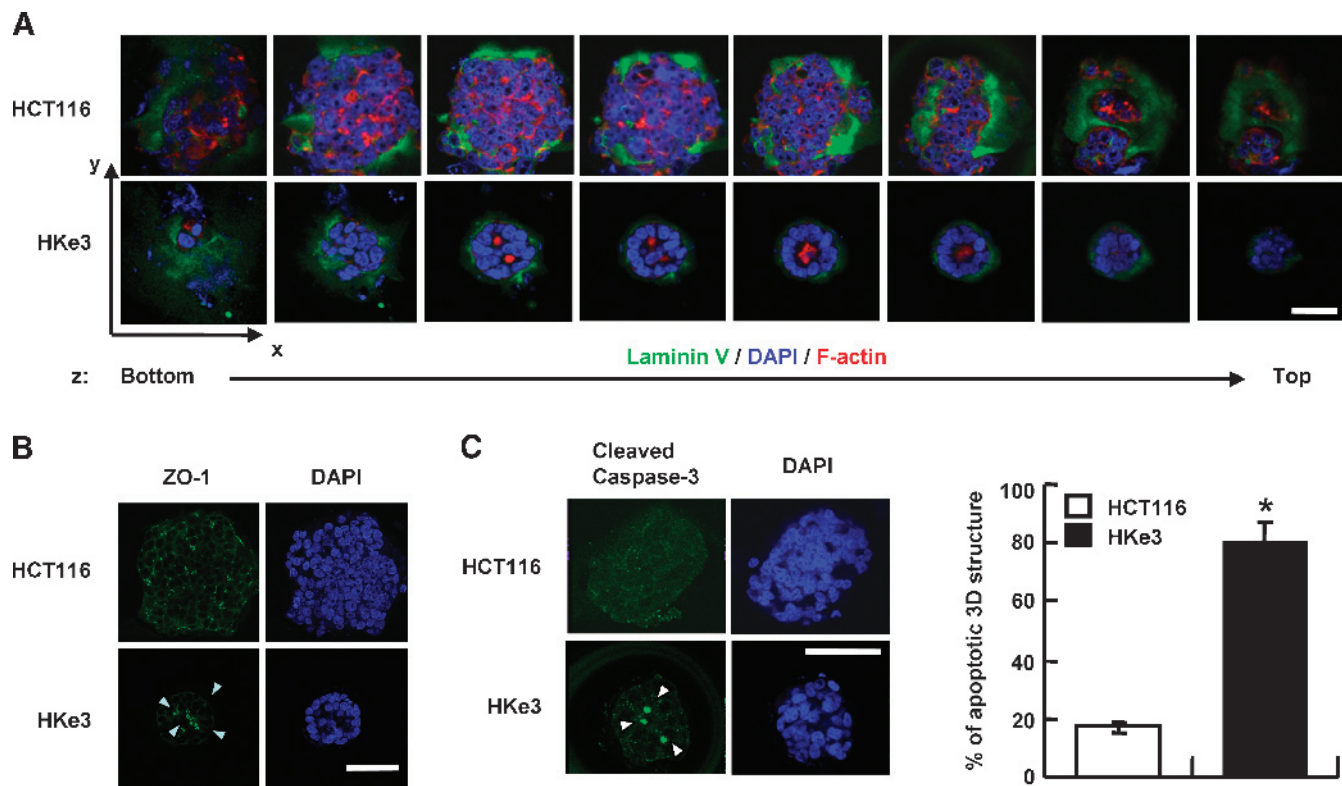 A
HCT116
y
HKe3
x
Laminin V / DAPI / F-actin
z: Bottom Top
B
ZO-1 DAPI
HCT116
HKe3
C
Cleaved
Caspase-3
DAPI
HCT116
HKe3
% of apoptotic 3D structure
100
80
60
40
20
0
HCT116
HKe3
*